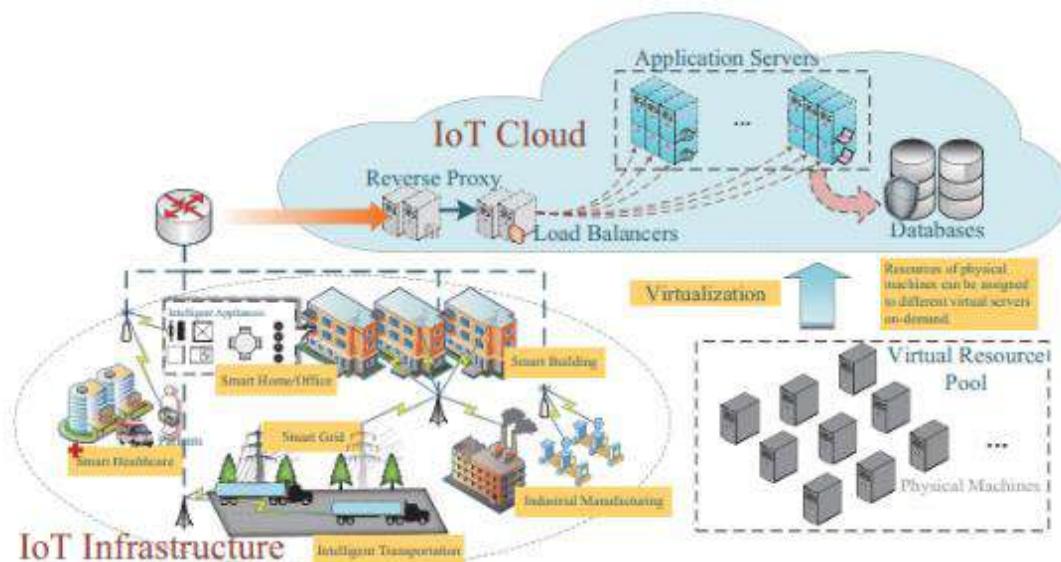 Application Servers
IoT Cloud
...
Reverse Proxy
Load Balancers
Databases
Virtualization
Resources of physical
machines can be assigned
to different virtual servers
on-demand.
Intelligent Appliances
Smart Home/Office
Smart Building
Virtual Resource
Pool
...
Physical Machines
Patients
Smart Healthcare
Smart Grid
Industrial Manufacturing
Intelligent Transportation
IoT Infrastructure